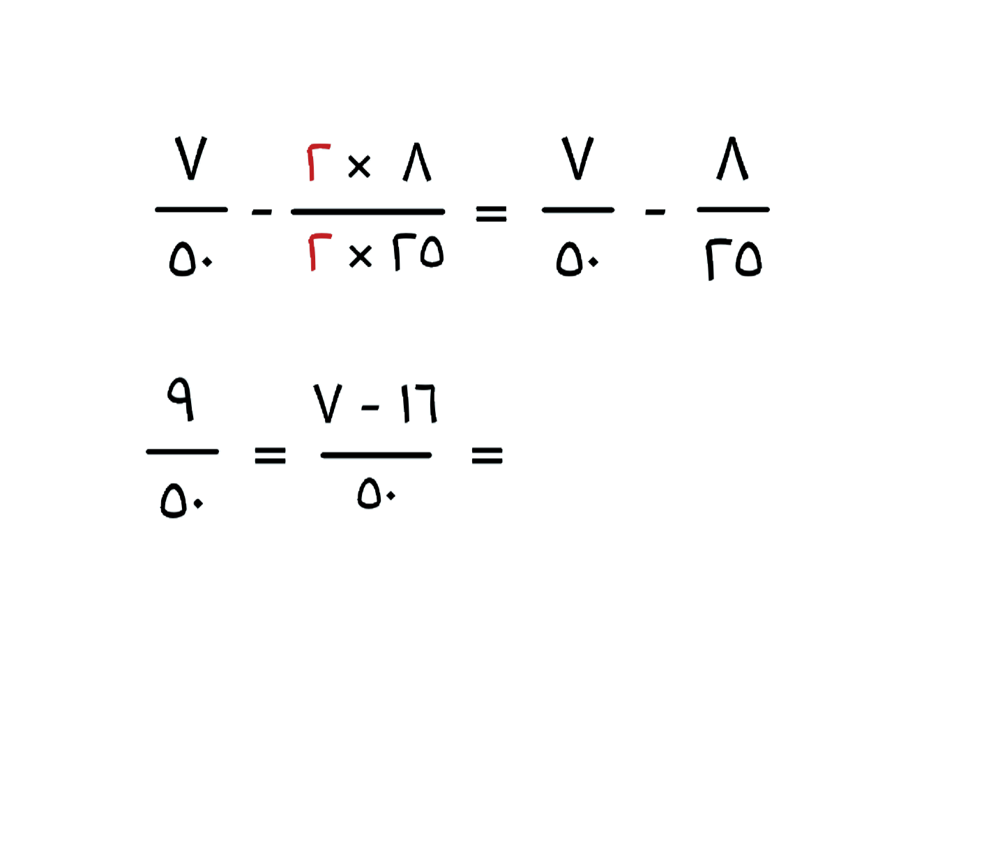 ٨/٢٥ - ٧/٥٠ = ٨ × ٢/٢٥ × ٢ - ٧/٥٠
= ١٦ - ٧/٥٠ = ٩/٥٠